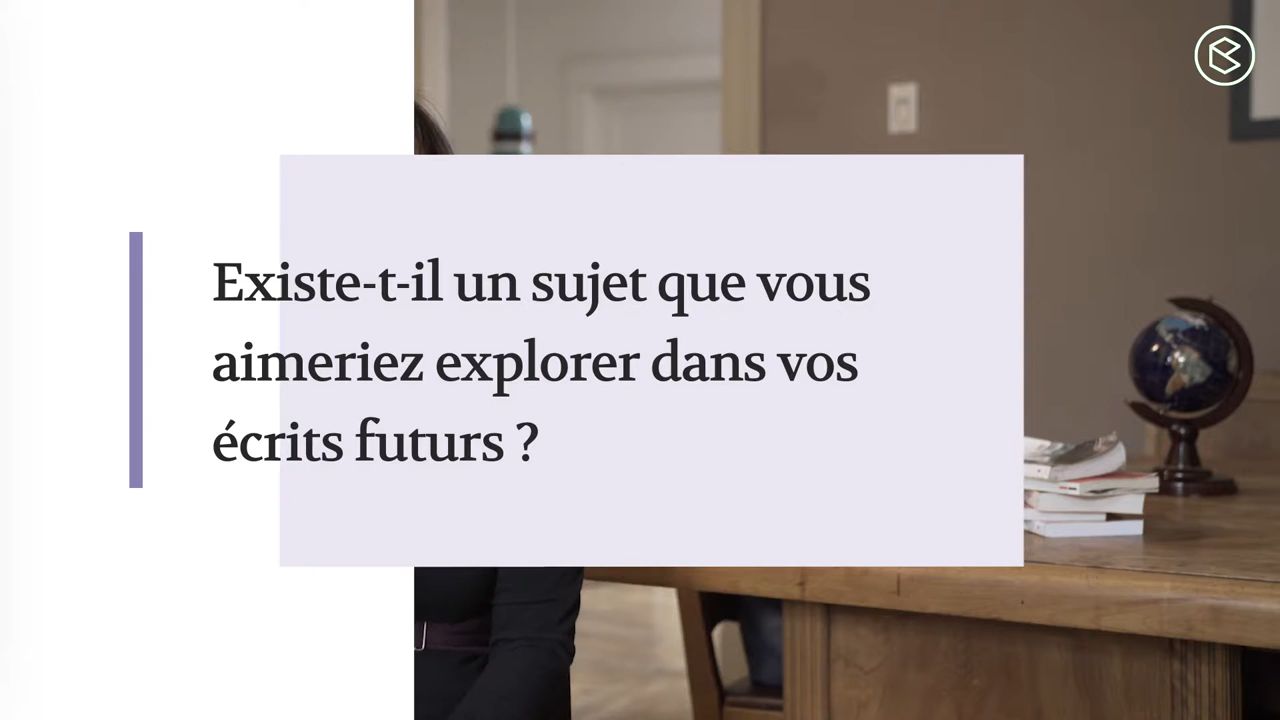 Existe-t-il un sujet que vous
aimeriez explorer dans vos
écrits futurs ?